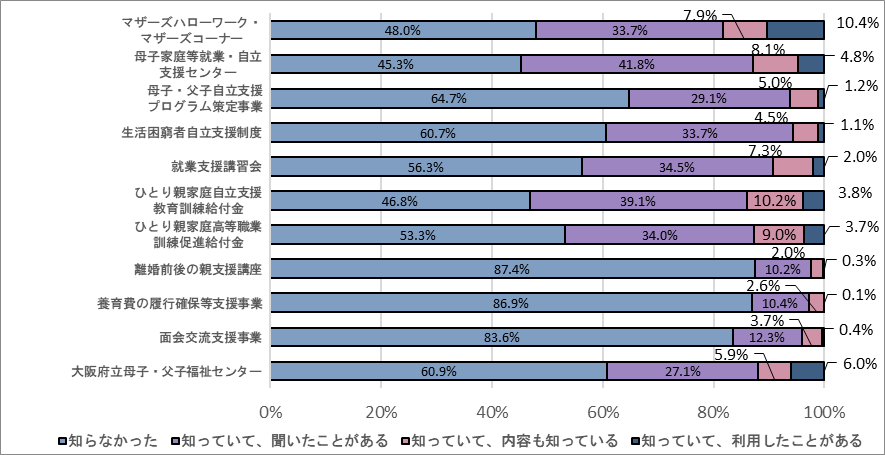 マザーズハローワーク・
マザーズコーナー
48.0%
33.7%
7.9%
10.4%
母子家庭等就業・自立
支援センター
45.3%
41.8%
8.1%
4.8%
母子・父子自立支援
プログラム策定事業
64.7%
29.1%
5.0%
1.2%
生活困窮者自立支援制度
60.7%
33.7%
4.5%
1.1%
就業支援講習会
56.3%
34.5%
7.3%
2.0%
ひとり親家庭自立支援
教育訓練給付金
46.8%
39.1%
10.2%
3.8%
ひとり親家庭高等職業
訓練促進給付金
53.3%
34.0%
9.0%
3.7%
離婚前後の親支援講座
87.4%
10.2%
2.0%
0.3%
養育費の履行確保等支援事業
86.9%
10.4%
2.6%
0.1%
面会交流支援事業
83.6%
12.3%
3.7%
0.4%
大阪府立母子・父子福祉センター
60.9%
27.1%
5.9%
6.0%
0%
20%
40%
60%
80%
100%
知らなかった
知っていて、聞いたことがある
知っていて、内容も知っている
知っていて、利用したことがある